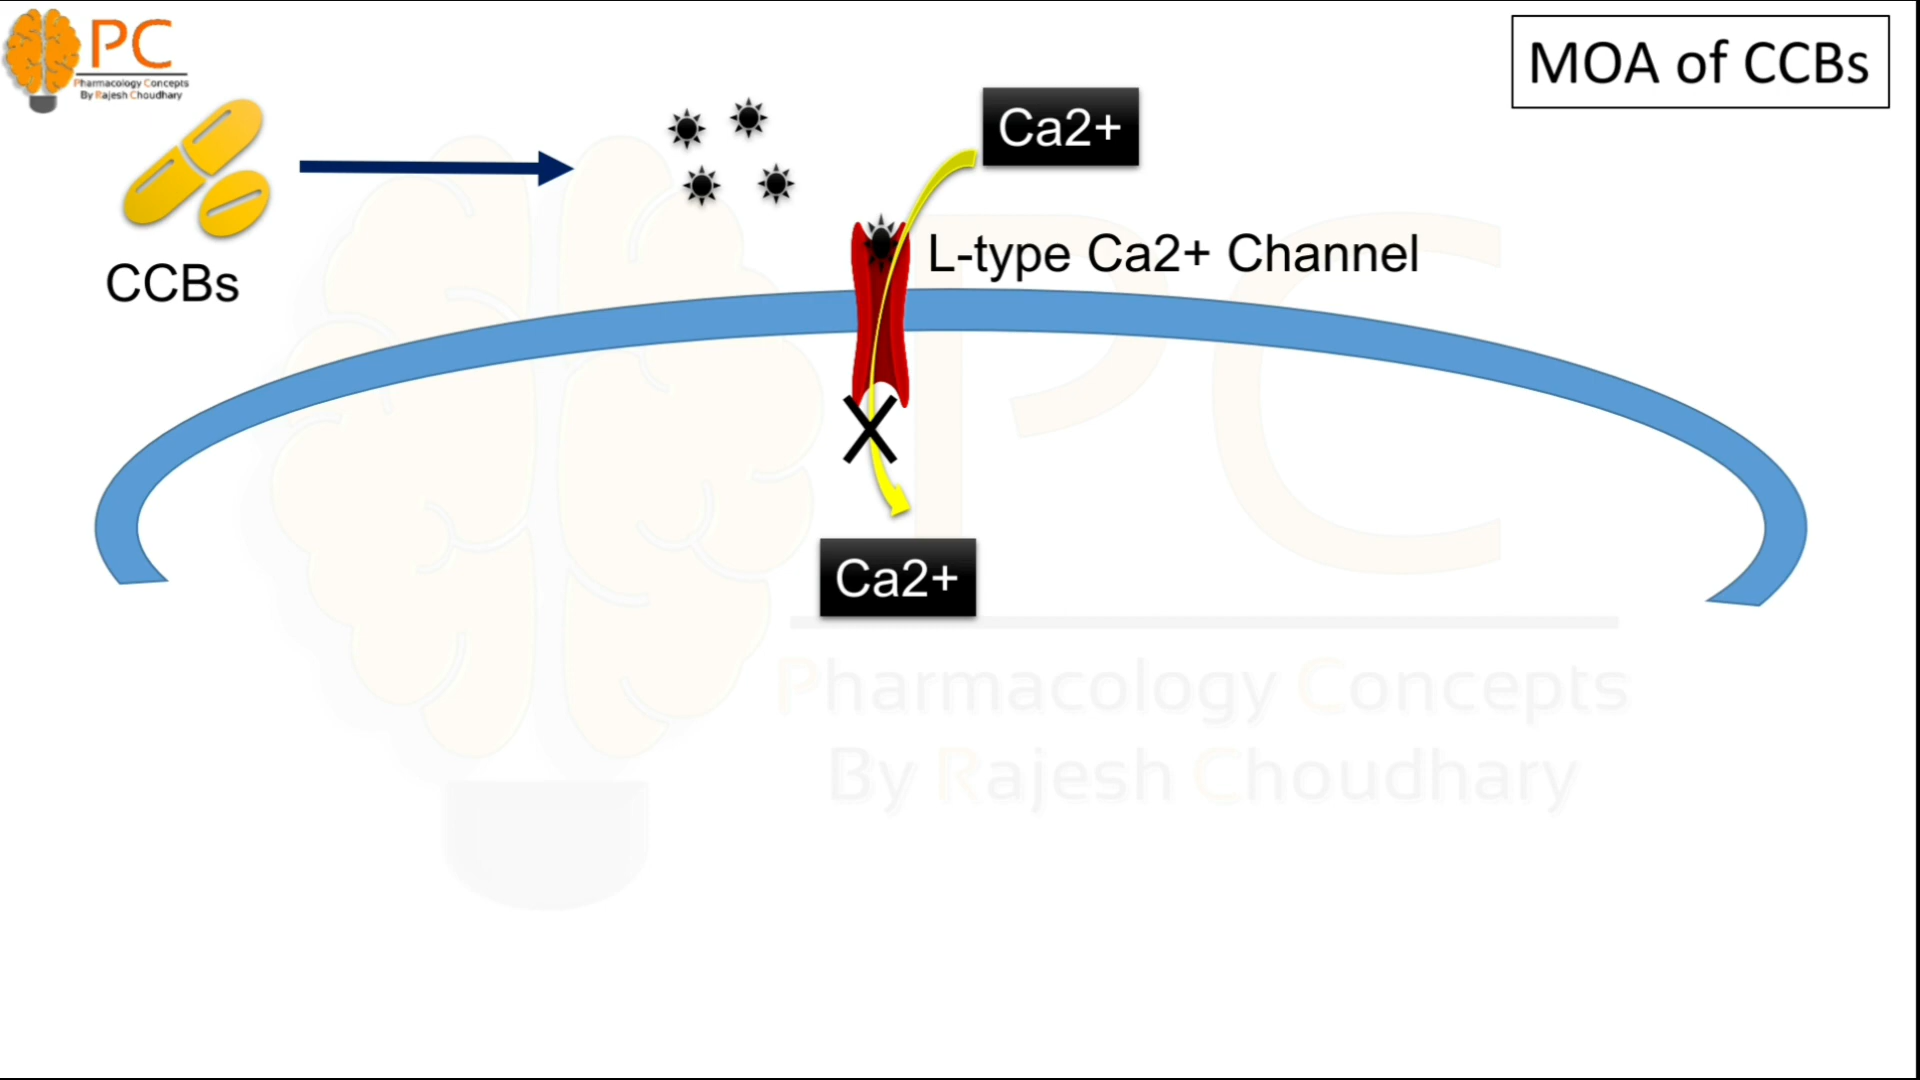 PC
Pharmacology Concepts
By Rajesh Choudhary
MOA of CCBs
Ca2+
L-type Ca2+ Channel
CCBs
X
Ca2+
PC
Pharmacology Concepts
By Rajesh Choudhary